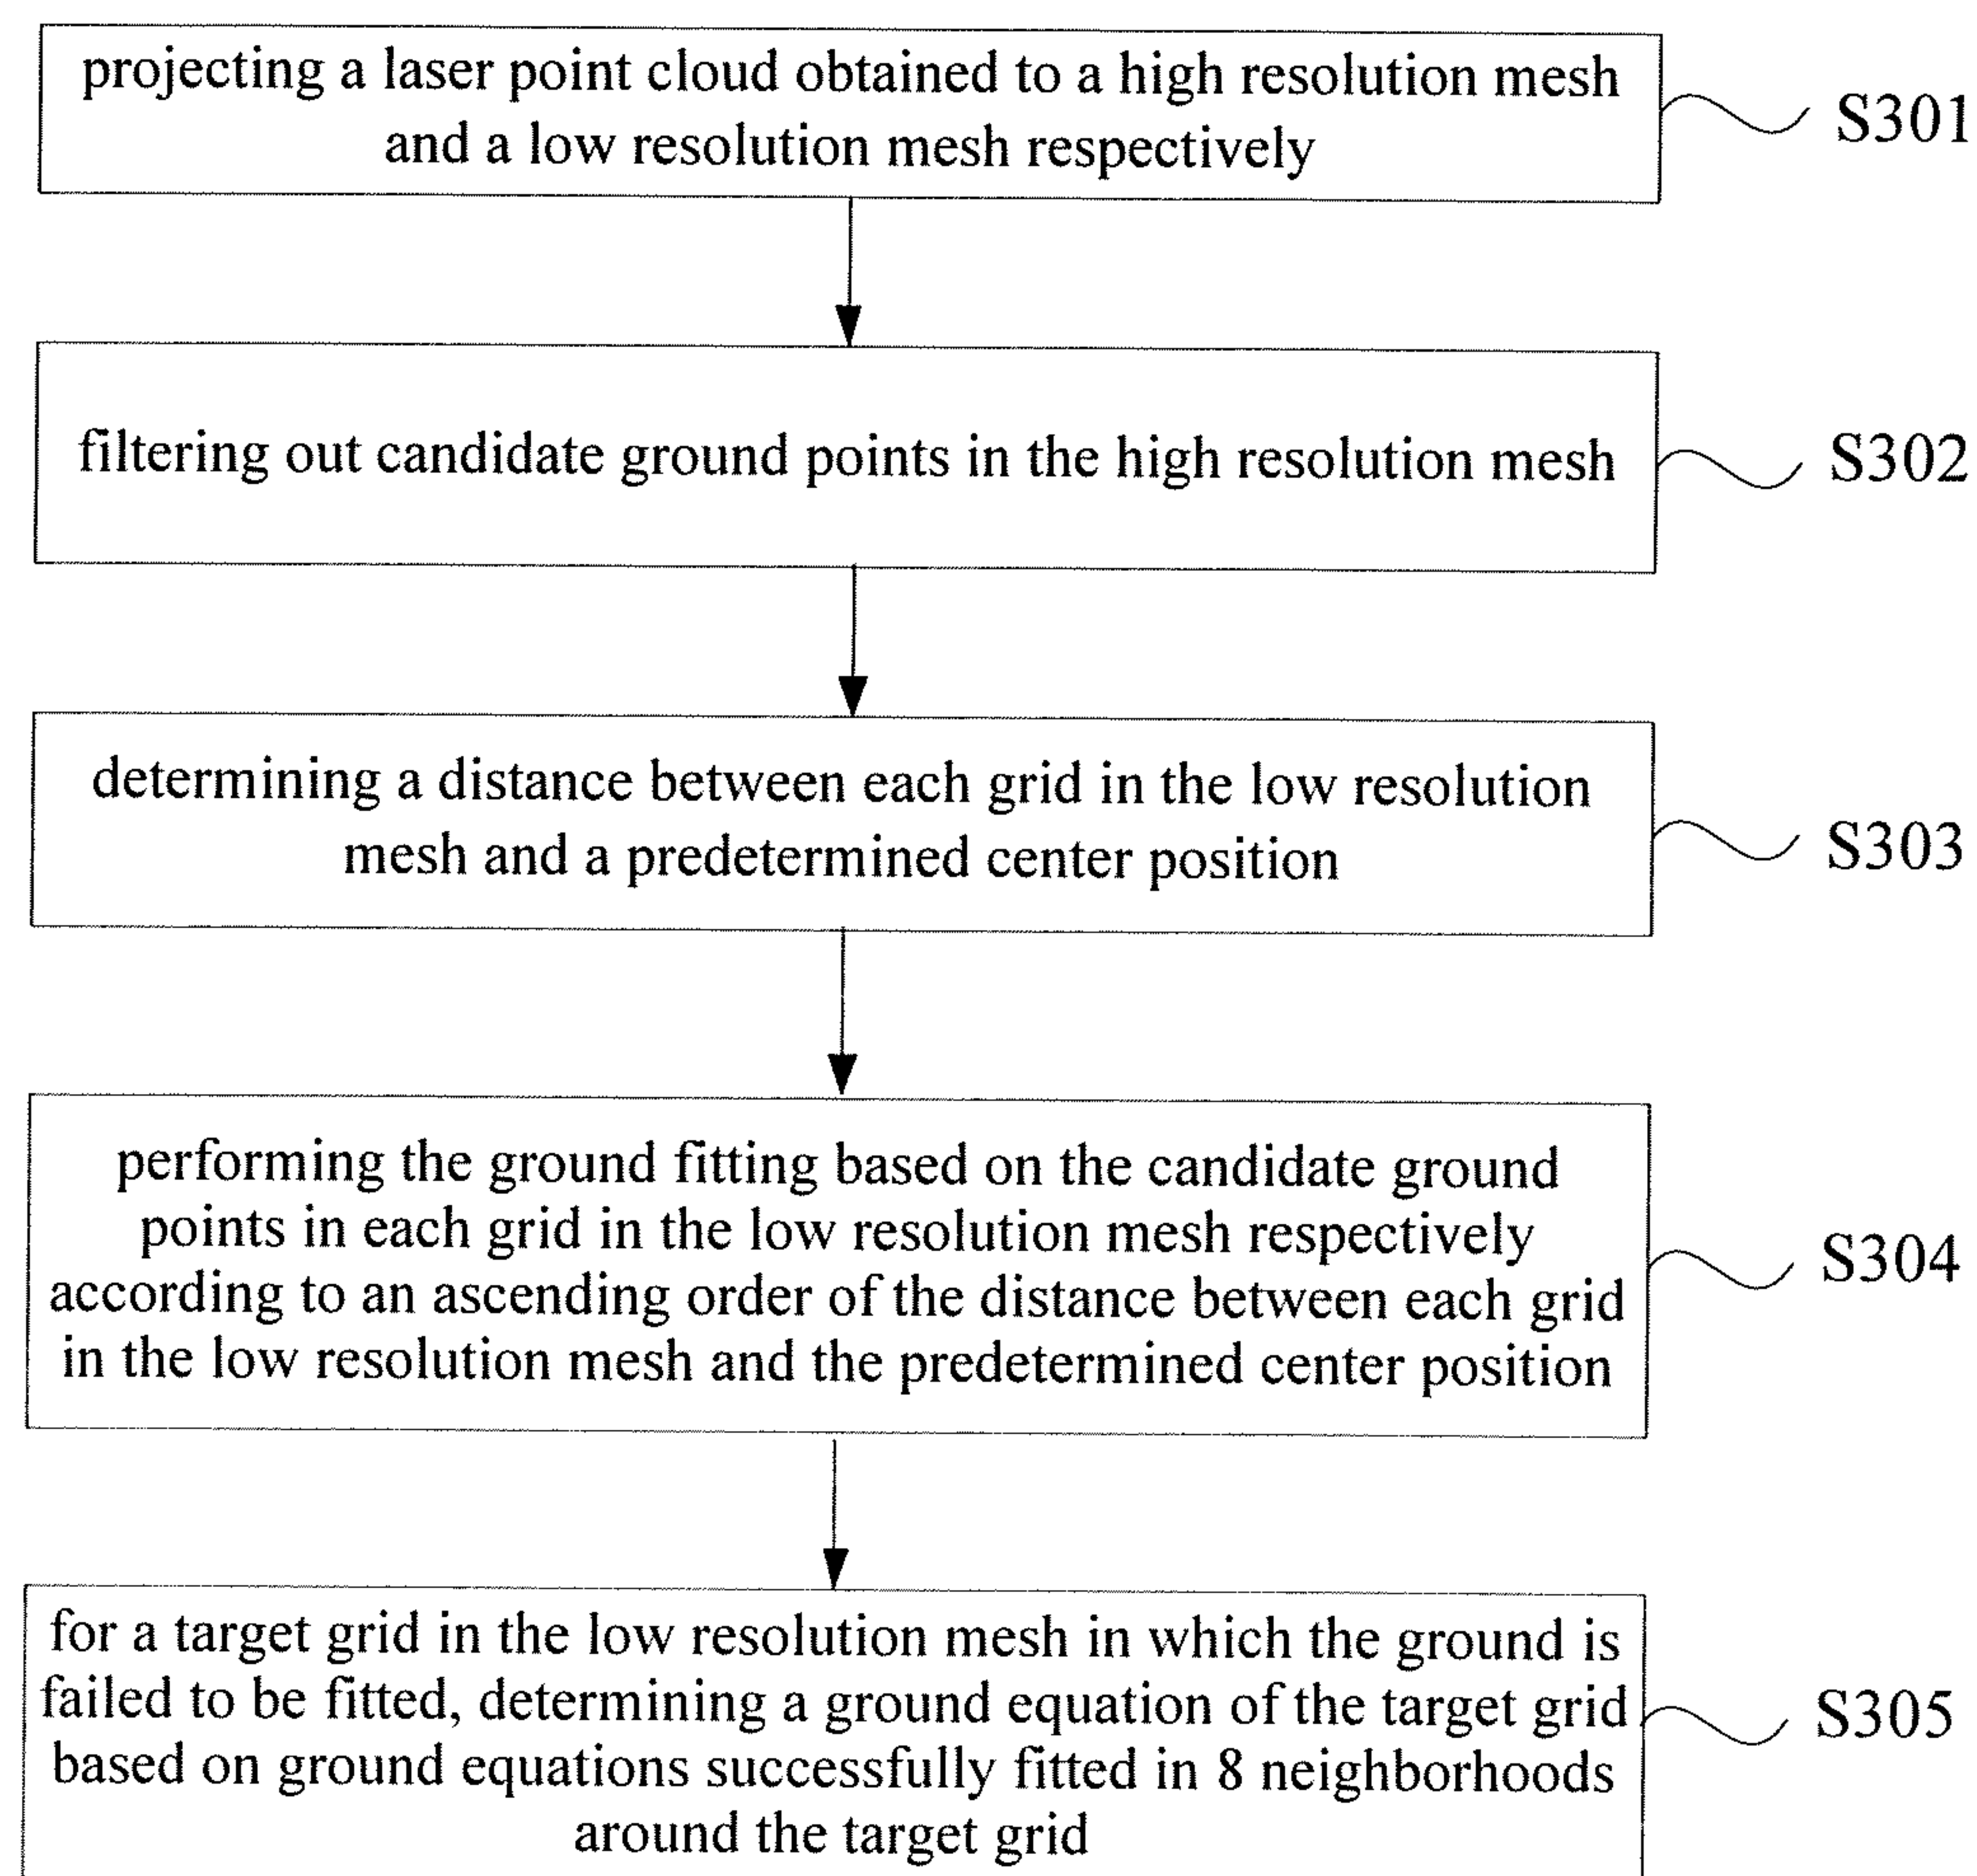 projecting a laser point cloud obtained to a high resolution mesh
and a low resolution mesh respectively
S301
filtering out candidate ground points in the high resolution mesh
S302
determining a distance between each grid in the low resolution
mesh and a predetermined center position
S303
performing the ground fitting based on the candidate ground
points in each grid in the low resolution mesh respectively
according to an ascending order of the distance between each grid
in the low resolution mesh and the predetermined center position
S304
for a target grid in the low resolution mesh in which the ground is
failed to be fitted, determining a ground equation of the target grid
based on ground equations successfully fitted in 8 neighborhoods
around the target grid
S305